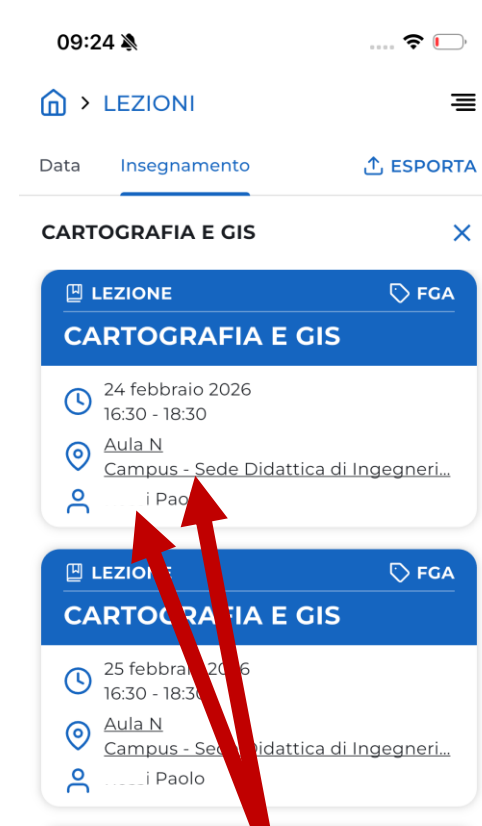 09:24
> LEZIONI
Data Insegnamento ESPORTA
CARTOGRAFIA E GIS
LEZIONE FGA
CARTOGRAFIA E GIS
24 febbraio 2026
16:30 - 18:30
Aula N
Campus - Sede Didattica di Ingegneri...
i Paolo
LEZIONE FGA
CARTOGRAFIA E GIS
25 febbraio 2026
16:30 - 18:30
Aula N
Campus - Sede Didattica di Ingegneri...
i Paolo